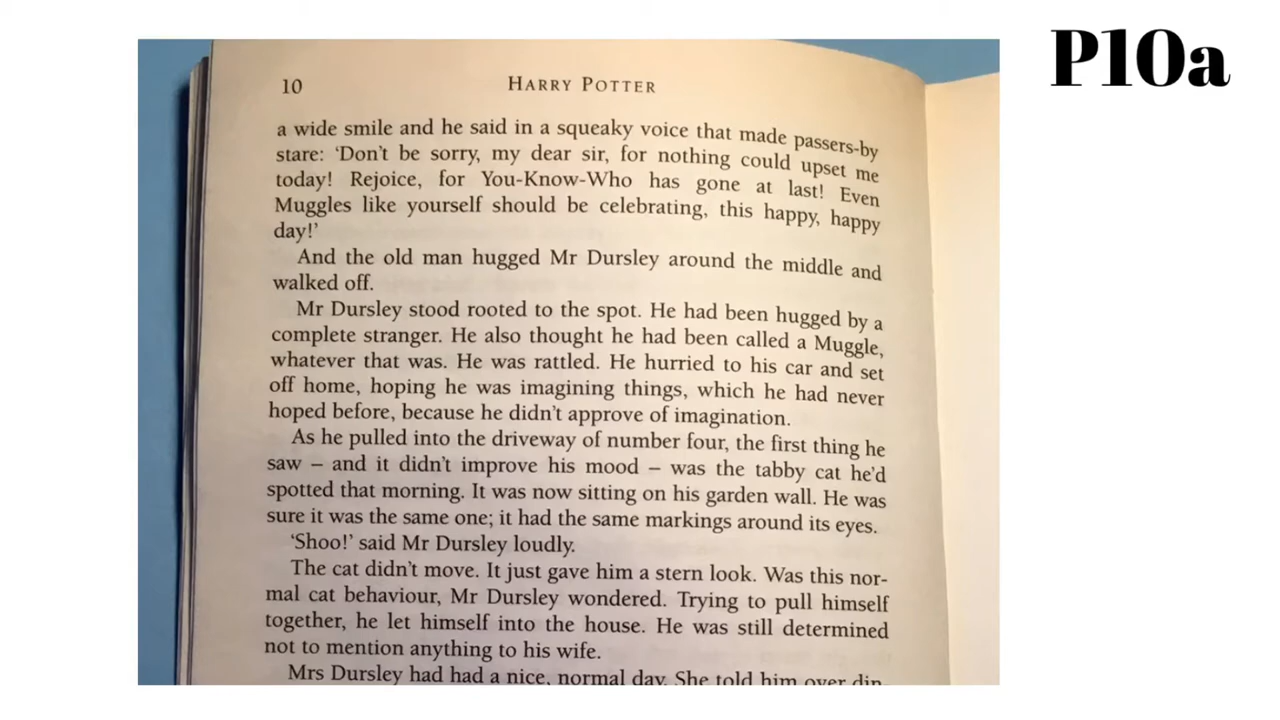 P10a
10 HARRY POTTER
a wide smile and he said in a squeaky voice that made passers-by
stare: ‘Don’t be sorry, my dear sir, for nothing could upset me
today! Rejoice, for You-Know-Who has gone at last! Even
Muggles like yourself should be celebrating, this happy, happy
day!’
And the old man hugged Mr Dursley around the middle and
walked off.
Mr Dursley stood rooted to the spot. He had been hugged by a
complete stranger. He also thought he had been called a Muggle,
whatever that was. He was rattled. He hurried to his car and set
off home, hoping he was imagining things, which he had never
hoped before, because he didn’t approve of imagination.
As he pulled into the driveway of number four, the first thing he
saw – and it didn’t improve his mood – was the tabby cat he’d
spotted that morning. It was now sitting on his garden wall. He was
sure it was the same one; it had the same markings around its eyes.
‘Shoo!’ said Mr Dursley loudly.
The cat didn’t move. It just gave him a stern look. Was this nor-
mal cat behaviour, Mr Dursley wondered. Trying to pull himself
together, he let himself into the house. He was still determined
not to mention anything to his wife.
Mrs Dursley had had a nice, normal day. She told him over din-